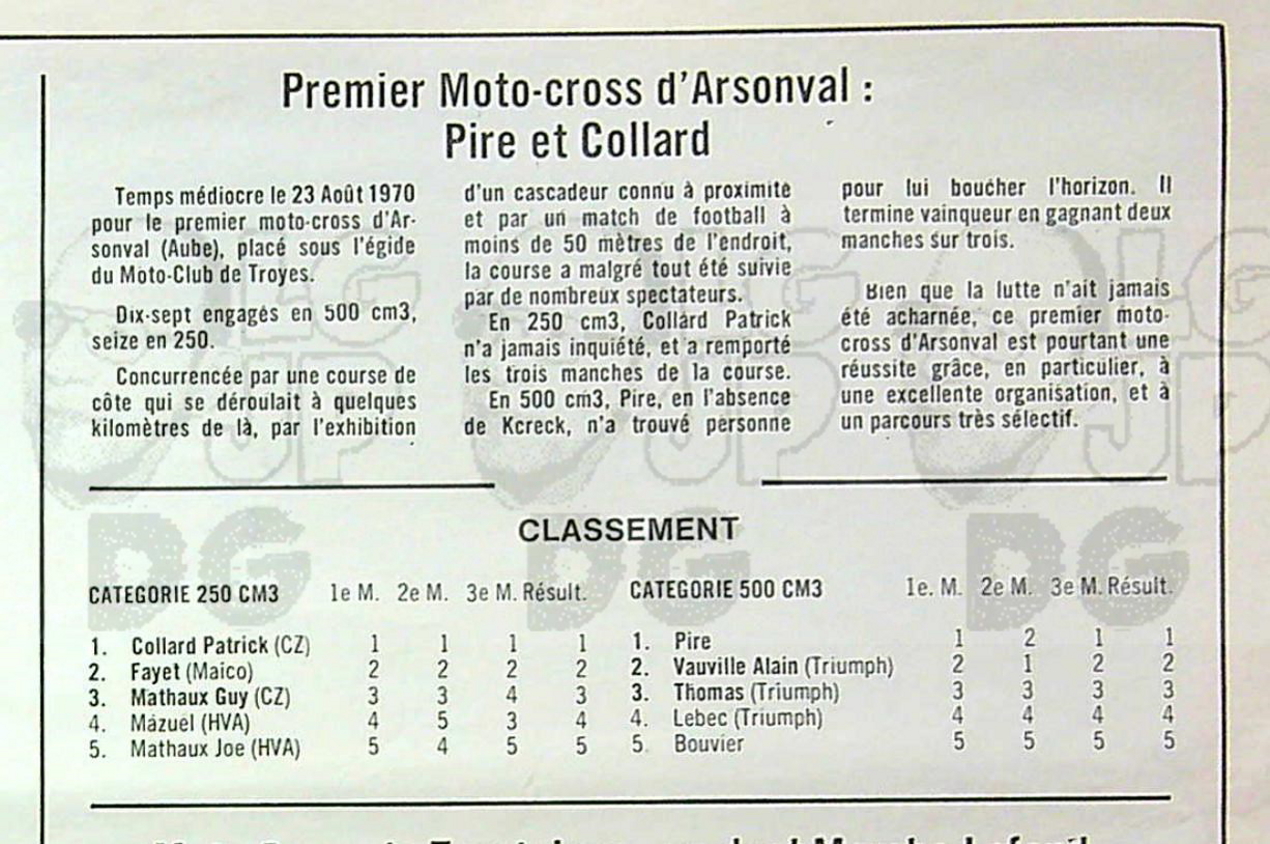 Premier Moto-cross d'Arsonval :
Pire et Collard
Temps médiocre le 23 Août 1970
pour le premier moto-cross d'Ar-
sonval (Aube), placé sous l'égide
du Moto-Club de Troyes.
Dix-sept engagés en 500 cm3,
seize en 250.
Concurrencée par une course de
côte qui se déroulait à quelques
kilomètres de là, par l'exhibition
d'un cascadeur connu à proximité
et par un match de football à
moins de 50 mètres de l'endroit,
la course a malgré tout été suivie
par de nombreux spectateurs.
En 250 cm3, Collard Patrick
n'a jamais inquiété, et a remporté
les trois manches de la course.
En 500 cm3, Pire, en l'absence
de Kcreck, n'a trouvé personne
pour lui boucher l'horizon. Il
termine vainqueur en gagnant deux
manches sur trois.
Bien que la lutte n'ait jamais
été acharnée, ce premier moto-
cross d'Arsonval est pourtant une
réussite grâce, en particulier, à
une excellente organisation, et à
un parcours très sélectif.
CLASSEMENT
CATEGORIE 250 CM3 1e M. 2e M. 3e M. Résult.
1. Collard Patrick (CZ) 1 1 1 1
2. Fayet (Maico) 2 2 2 2
3. Mathaux Guy (CZ) 3 3 4 3
4. Mazuel (HVA) 4 5 3 4
5. Mathaux Joe (HVA) 5 4 5 5
CATEGORIE 500 CM3 1e. M. 2e M. 3e M. Résult.
1. Pire 1 2 1 1
2. Vauville Alain (Triumph) 2 1 2 2
3. Thomas (Triumph) 3 3 3 3
4. Lebec (Triumph) 4 4 4 4
5. Bouvier 5 5 5 5
JG
JP
DG
JG
JP
DG
JG
JP
DG